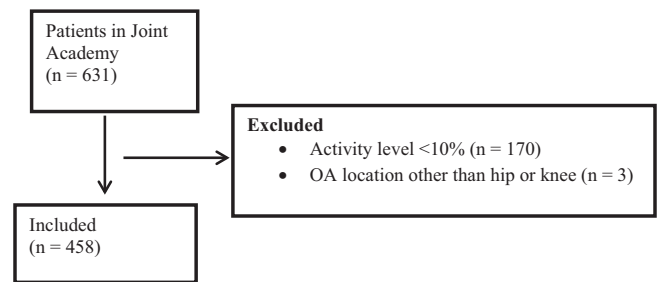 Patients in Joint
Academy
(n = 631)
Excluded
• Activity level <10% (n = 170)
• OA location other than hip or knee (n = 3)
Included
(n = 458)